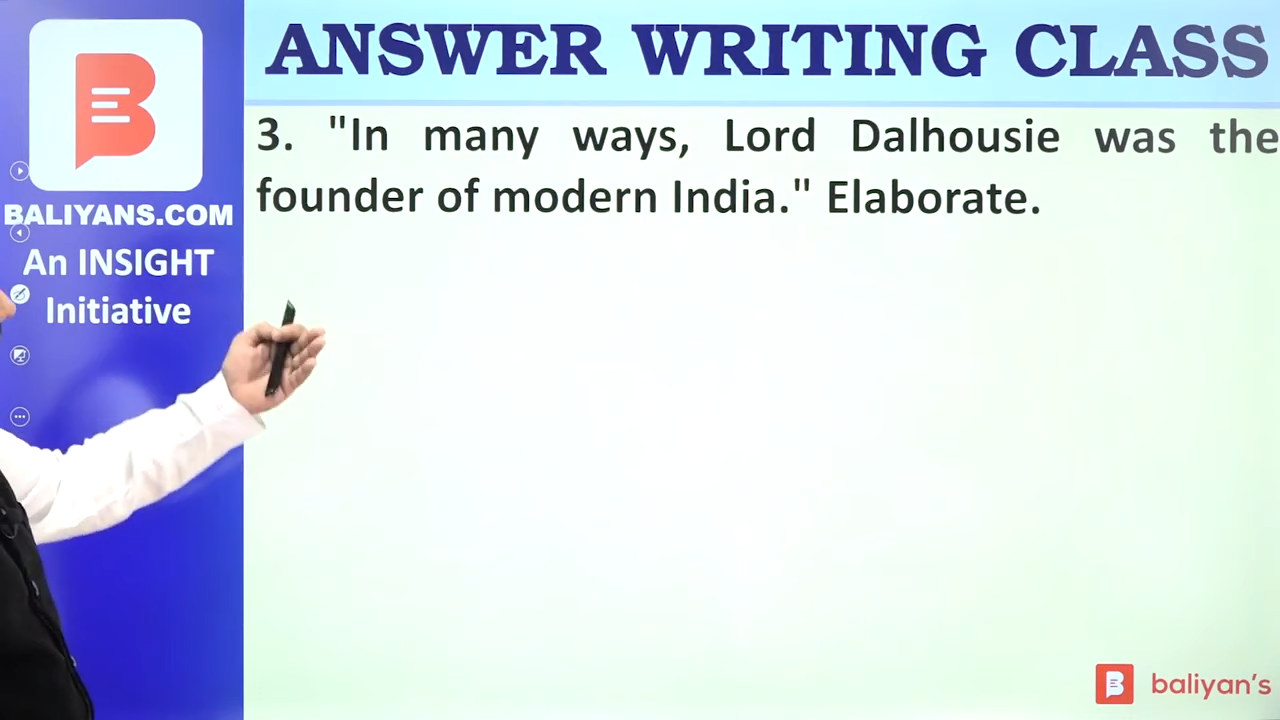 ANSWER WRITING CLASS
3. "In many ways, Lord Dalhousie was the
founder of modern India." Elaborate.
BALIYANS.COM
An INSIGHT
Initiative
baliyan's